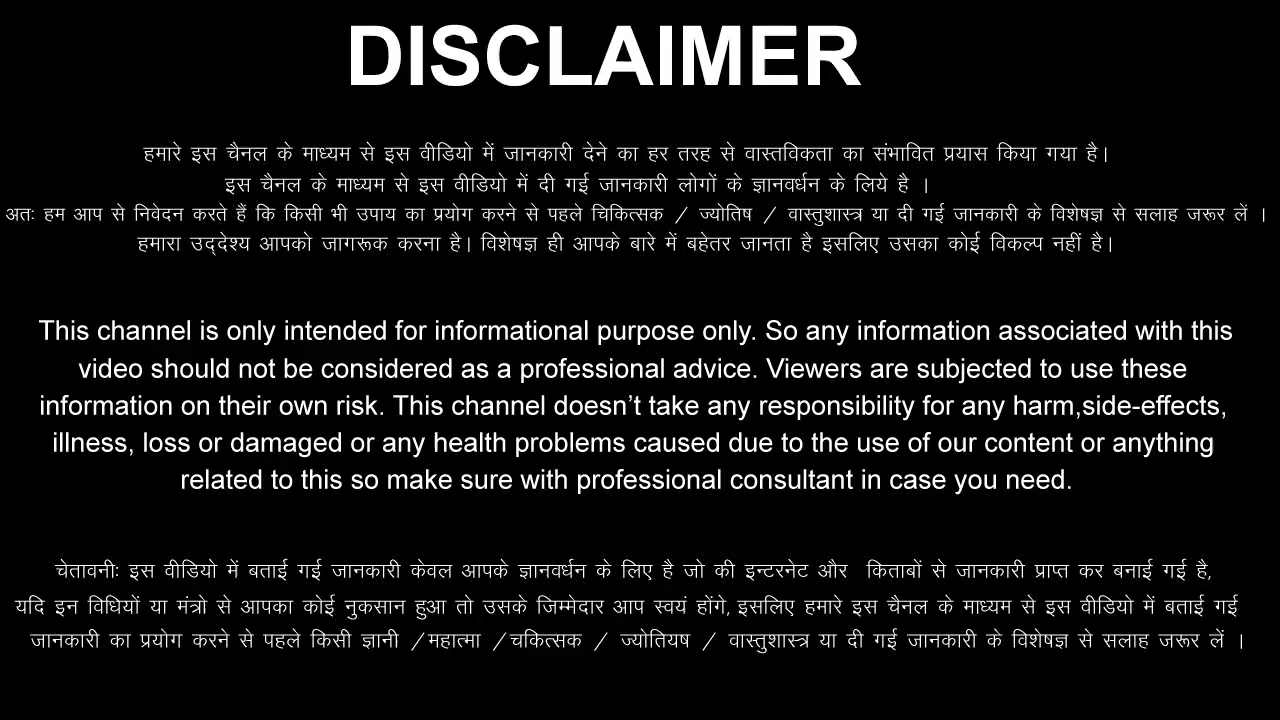 DISCLAIMER
हमारे इस चैनल के माध्यम से इस वीडियो में जानकारी देने का हर तरह से वास्तविकता का संभावित प्रयास किया गया है।
इस चैनल के माध्यम से इस वीडियो में दी गई जानकारी लोगों के ज्ञानवर्धन के लिये है ।
अतः हम आप से निवेदन करते हैं कि किसी भी उपाय का प्रयोग करने से पहले चिकित्सक / ज्योतिष / वास्तुशास्त्र या दी गई जानकारी के विशेषज्ञ से सलाह जरूर लें ।
हमारा उद्देश्य आपको जागरूक करना है। विशेषज्ञ ही आपके बारे में बहेतर जानता है इसलिए उसका कोई विकल्प नहीं है।
This channel is only intended for informational purpose only. So any information associated with this
video should not be considered as a professional advice. Viewers are subjected to use these
information on their own risk. This channel doesn’t take any responsibility for any harm,side-effects,
illness, loss or damaged or any health problems caused due to the use of our content or anything
related to this so make sure with professional consultant in case you need.
चेतावनीः इस वीडियो में बताई गई जानकारी केवल आपके ज्ञानवर्धन के लिए है जो की इन्टरनेट और किताबों से जानकारी प्राप्त कर बनाई गई है,
यदि इन विधियों या मंत्रो से आपका कोई नुकसान हुआ तो उसके जिम्मेदार आप स्वयं होंगे, इसलिए हमारे इस चैनल के माध्यम से इस वीडियो में बताई गई
जानकारी का प्रयोग करने से पहले किसी ज्ञानी /महात्मा /चकित्सक / ज्योतियष / वास्तुशास्त्र या दी गई जानकारी के विशेषज्ञ से सलाह जरूर लें ।